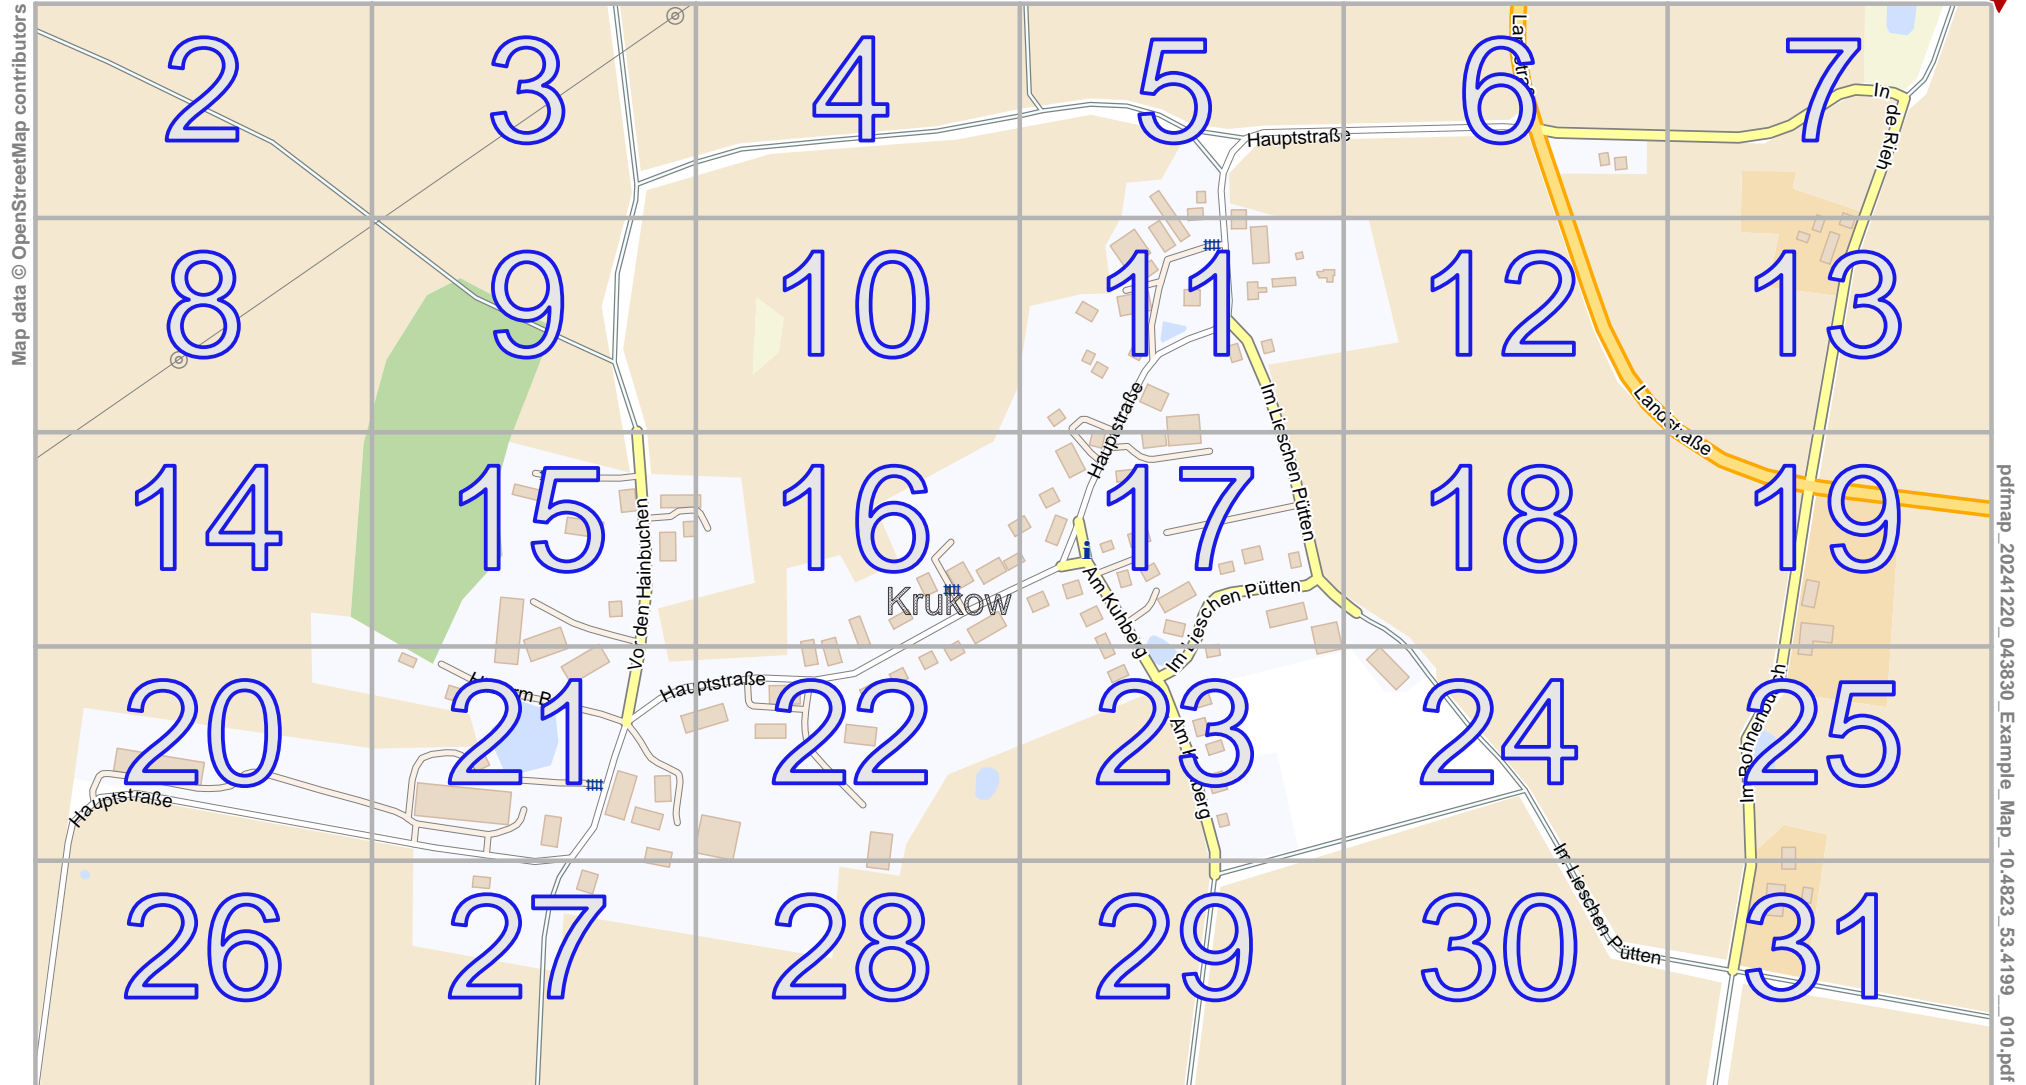 Map data © OpenStreetMap contributors
2
3
4
5
6
7
Landstraße
Hauptstraße
In de Rieh
8
9
10
11
12
13
Hauptstraße
Im Lieschen Pütten
Landstraße
14
15
16
17
18
19
Vor den Hainbuchen
Krukow
Am Kühberg
Im Lieschen Pütten
20
21
22
23
24
25
Hauptstraße
Hauptstraße
Am Kühberg
Im Bohnenbusch
Im Lieschen Pütten
26
27
28
29
30
31
pdfmap_20241220_043830_Example_Map_10.4823_53.4199__010.pdf